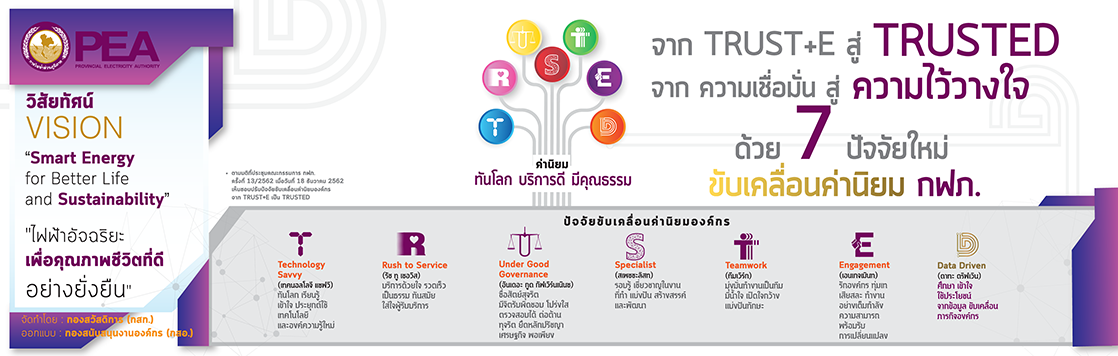 PEA
PROVINCIAL ELECTRICITY AUTHORITY
วิสัยทัศน์
VISION
“Smart Energy
for Better Life
and Sustainability”
"ไฟฟ้าอัจฉริยะ
เพื่อคุณภาพชีวิตที่ดี
อย่างยั่งยืน"
จัดทำโดย : กองสวัสดิการ (กสก.)
ออกแบบ : กองสนับสนุนงานองค์กร (กสอ.)
ตามมติที่ประชุมคณะกรรมการ กฟภ.
ครั้งที่ 13/2562 เมื่อวันที่ 18 ธันวาคม 2562
เห็นชอบปรับปัจจัยขับเคลื่อนค่านิยมองค์กร
จาก TRUST+E เป็น TRUSTED
T
R
U
S
T
E
D
ค่านิยม
ทันโลก บริการดี มีคุณธรรม
จาก TRUST+E สู่ TRUSTED
จาก ความเชื่อมั่น สู่ ความไว้วางใจ
ด้วย 7 ปัจจัยใหม่
ขับเคลื่อนค่านิยม กฟภ.
ปัจจัยขับเคลื่อนค่านิยมองค์กร
T
Technology
Savvy
(เทคนอลโลจี แซฟวี)
ทันโลก เรียนรู้
เข้าใจ ประยุกต์ใช้
เทคโนโลยี
และองค์ความรู้ใหม่
R
Rush to Service
(รัช ทู เซอวิส)
บริการด้วยใจ รวดเร็ว
เป็นธรรม ทันสมัย
ใส่ใจผู้รับบริการ
U
Under Good
Governance
(อันเดอะ กูด กัฟเวิร์นเนินซ)
ซื่อสัตย์สุจริต
มีจิตรับผิดชอบ โปร่งใส
ตรวจสอบได้ ต่อต้าน
ทุจริต ยึดหลักปรัชญา
เศรษฐกิจ พอเพียง
S
Specialist
(สเพชชะลิสท)
รอบรู้ เชี่ยวชาญในงาน
ที่ทำ แบ่งปัน สร้างสรรค์
และพัฒนา
T
Teamwork
(ทีมเวิร์ก)
มุ่งมั่นทำงานเป็นทีม
มีน้ำใจ เปิดใจกว้าง
แบ่งปันทักษะ
E
Engagement
(เอนเกจเมินท)
รักองค์กร ทุ่มเท
เสียสละ ทำงาน
อย่างเต็มกำลัง
ความสามารถ
พร้อมรับ
การเปลี่ยนแปลง
D
Data Driven
(ดาทะ ดริฟเวิน)
ศึกษา เข้าใจ
ใช้ประโยชน์
จากข้อมูล ขับเคลื่อน
ภารกิจองค์กร